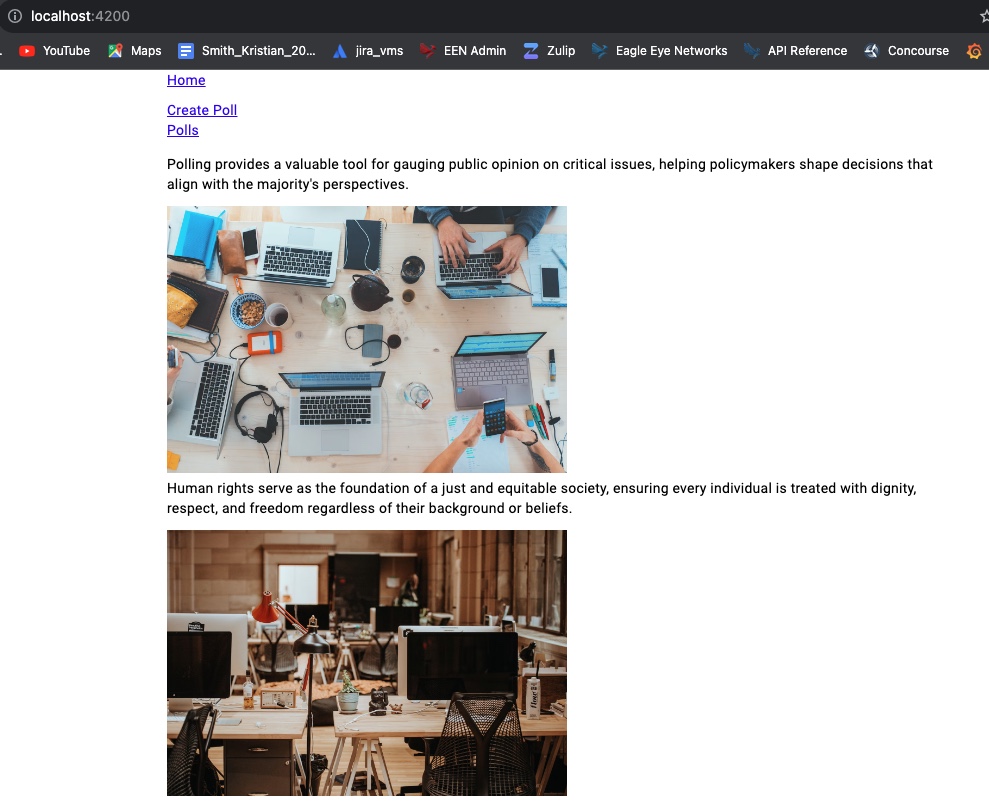 localhost:4200
YouTube Maps Smith_Kristian_20... jira_vms EEN Admin Zulip Eagle Eye Networks API Reference Concourse
Home
Create Poll
Polls
Polling provides a valuable tool for gauging public opinion on critical issues, helping policymakers shape decisions that
align with the majority's perspectives.
Human rights serve as the foundation of a just and equitable society, ensuring every individual is treated with dignity,
respect, and freedom regardless of their background or beliefs.